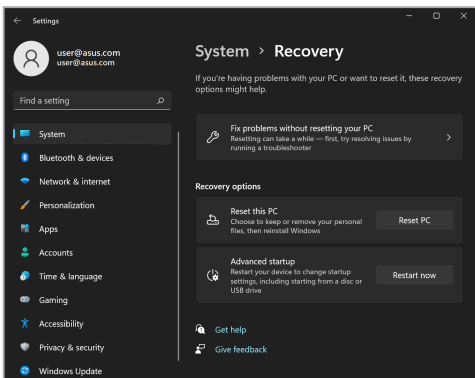 Settings
user@asus.com
user@asus.com
Find a setting
System
Bluetooth & devices
Network & internet
Personalization
Apps
Accounts
Time & language
Gaming
Accessibility
Privacy & security
Windows Update
System > Recovery
If you're having problems with your PC or want to reset it, these recovery
options might help.
Fix problems without resetting your PC
Resetting can take a while — first, try resolving issues by
running a troubleshooter
Recovery options
Reset this PC
Choose to keep or remove your personal
files, then reinstall Windows
Reset PC
Advanced startup
Restart your device to change startup
settings, including starting from a disc or
USB drive
Restart now
Get help
Give feedback